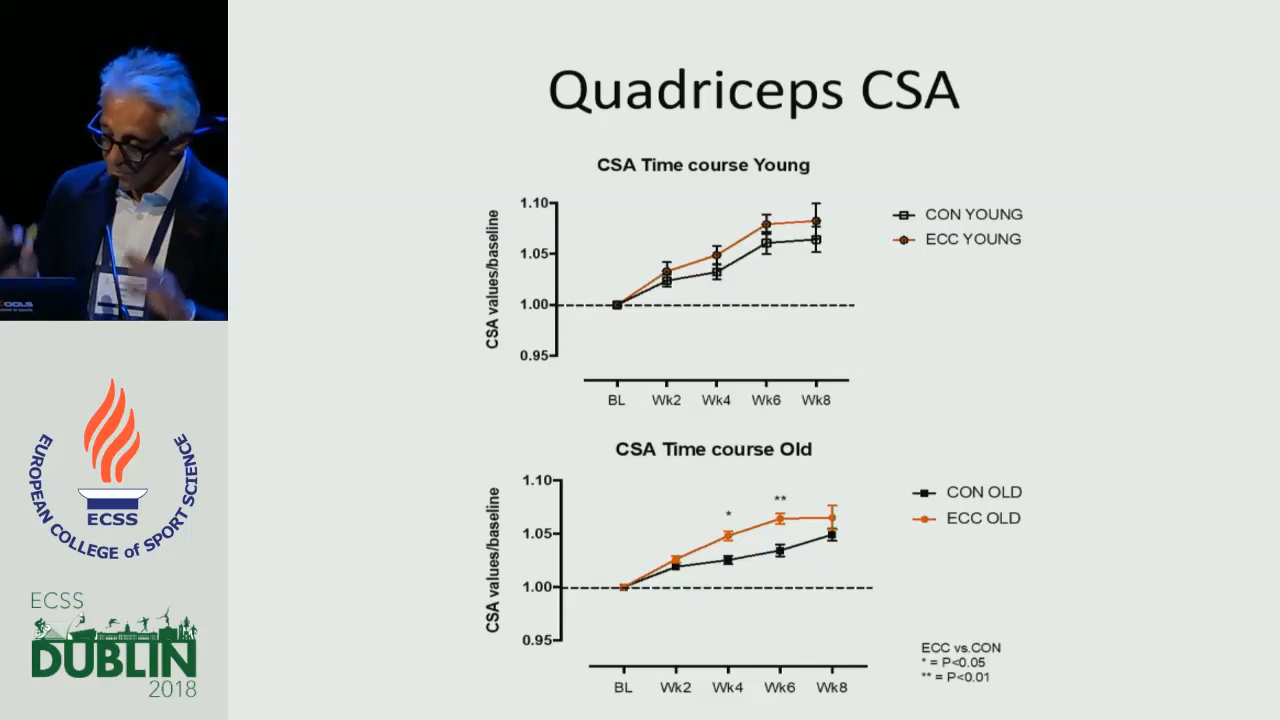 Quadriceps CSA
CSA Time course Young
CSA values/baseline
1.10
1.05
1.00
0.95
BL Wk2 Wk4 Wk6 Wk8
CON YOUNG
ECC YOUNG
CSA Time course Old
CSA values/baseline
1.10
1.05
1.00
0.95
* **
BL Wk2 Wk4 Wk6 Wk8
CON OLD
ECC OLD
ECC vs.CON
* = P<0.05
** = P<0.01
EUROPEAN COLLEGE of SPORT SCIENCE
ECSS
ECSS
DUBLIN
2018